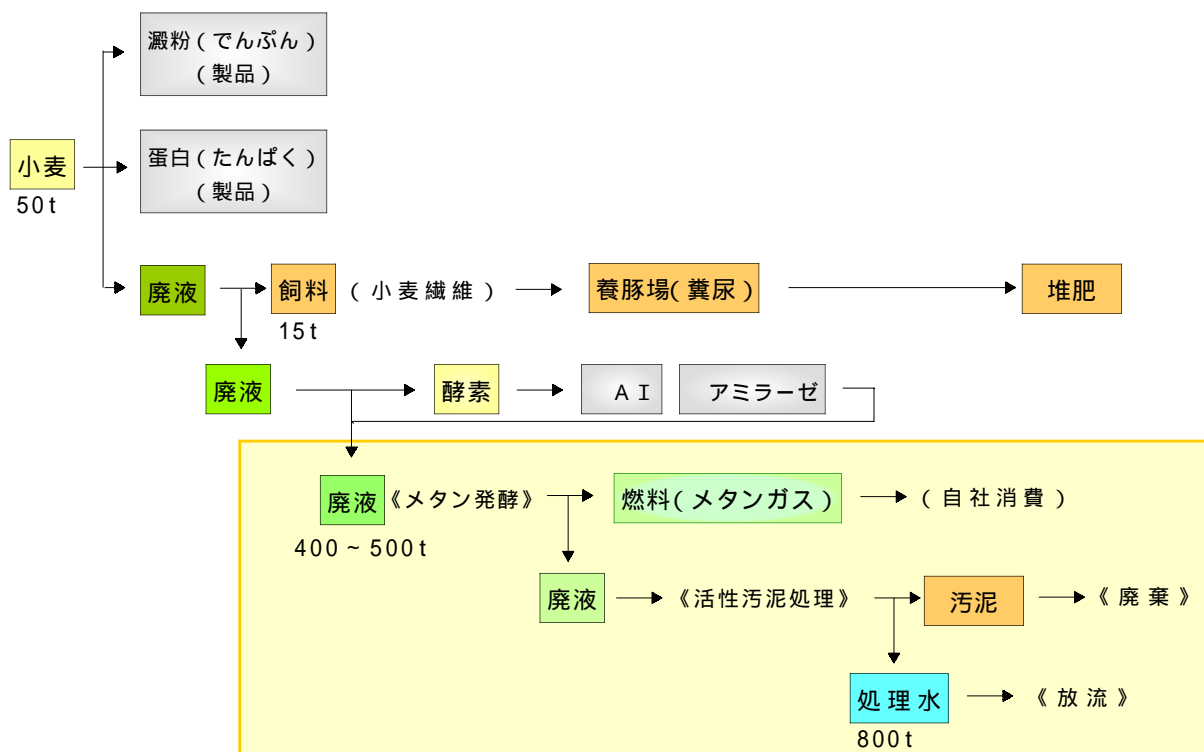 澱粉(でんぷん)
(製品)
小麦
50t
蛋白(たんぱく)
(製品)
廃液
飼料
(小麦繊維)
養豚場(糞尿)
堆肥
15t
廃液
酵素
AI
アミラーゼ
廃液
《メタン発酵》
燃料(メタンガス)
(自社消費)
400~500t
廃液
《活性汚泥処理》
汚泥
《廃棄》
処理水
《放流》
800t